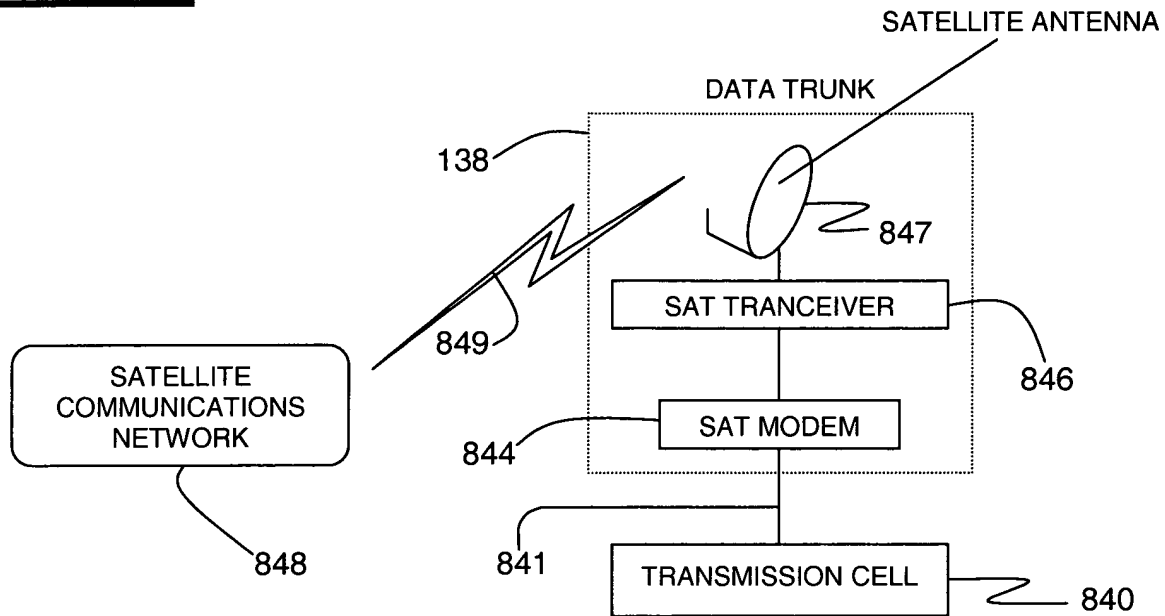 SATELLITE ANTENNA
DATA TRUNK
138
847
SAT TRANCEIVER
849
846
SATELLITE
COMMUNICATIONS
NETWORK
SAT MODEM
844
848
841
TRANSMISSION CELL
840